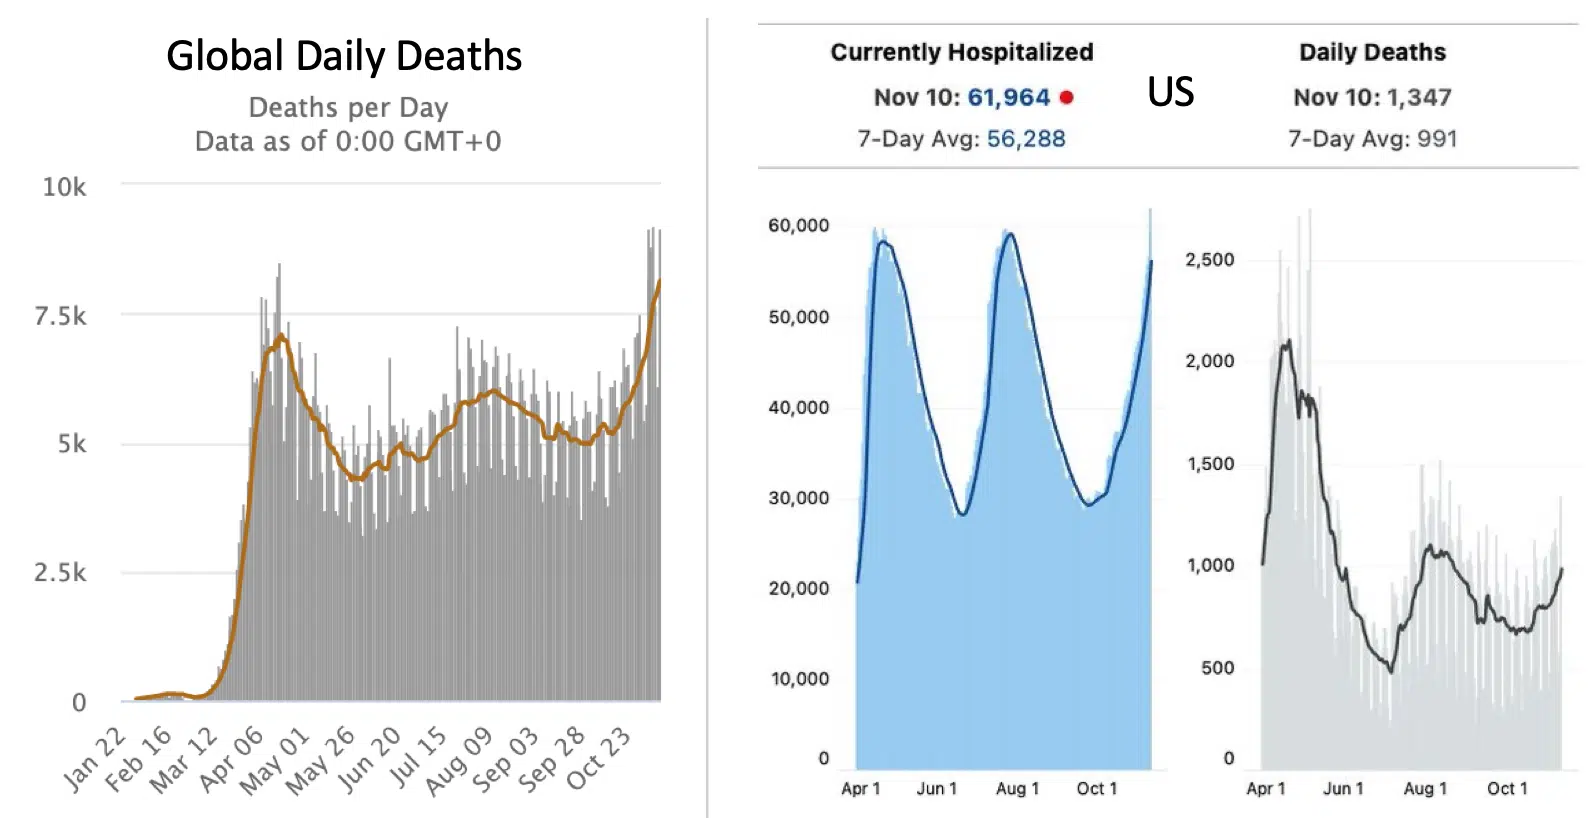 Global Daily Deaths
Deaths per Day
Data as of 0:00 GMT+0
10k
7.5k
5k
2.5k
0
Jan 22
Feb 16
Mar 12
Apr 06
May 01
May 26
Jun 20
Jul 15
Aug 09
Sep 03
Sep 28
Oct 23
US
Currently Hospitalized
Nov 10: 61,964
7-Day Avg: 56,288
60,000
50,000
40,000
30,000
20,000
10,000
0
Apr 1
Jun 1
Aug 1
Oct 1
Daily Deaths
Nov 10: 1,347
7-Day Avg: 991
2,500
2,000
1,500
1,000
500
0
Apr 1
Jun 1
Aug 1
Oct 1